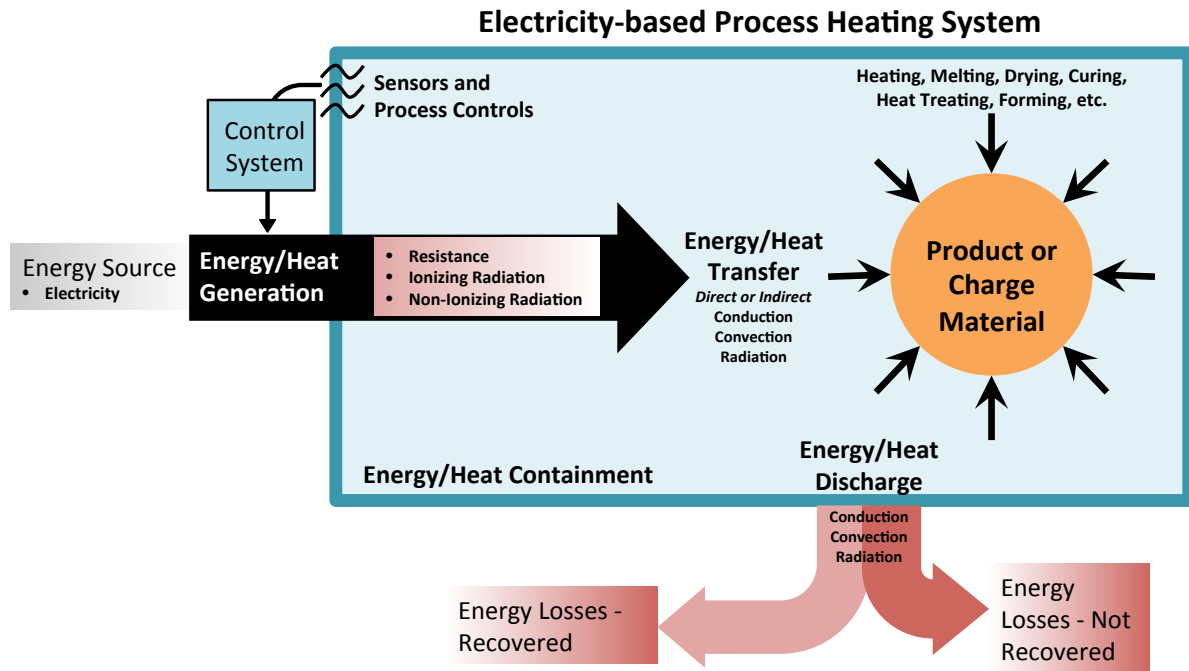 Electricity-based Process Heating System
Sensors and
Process Controls
Heating, Melting, Drying, Curing,
Heat Treating, Forming, etc.
Control
System
Energy Source
• Electricity
Energy/Heat
Generation
• Resistance
• Ionizing Radiation
• Non-Ionizing Radiation
Energy/Heat
Transfer
Direct or Indirect
Conduction
Convection
Radiation
Product or
Charge
Material
Energy/Heat Containment
Energy/Heat
Discharge
Conduction
Convection
Radiation
Energy Losses -
Recovered
Energy
Losses - Not
Recovered